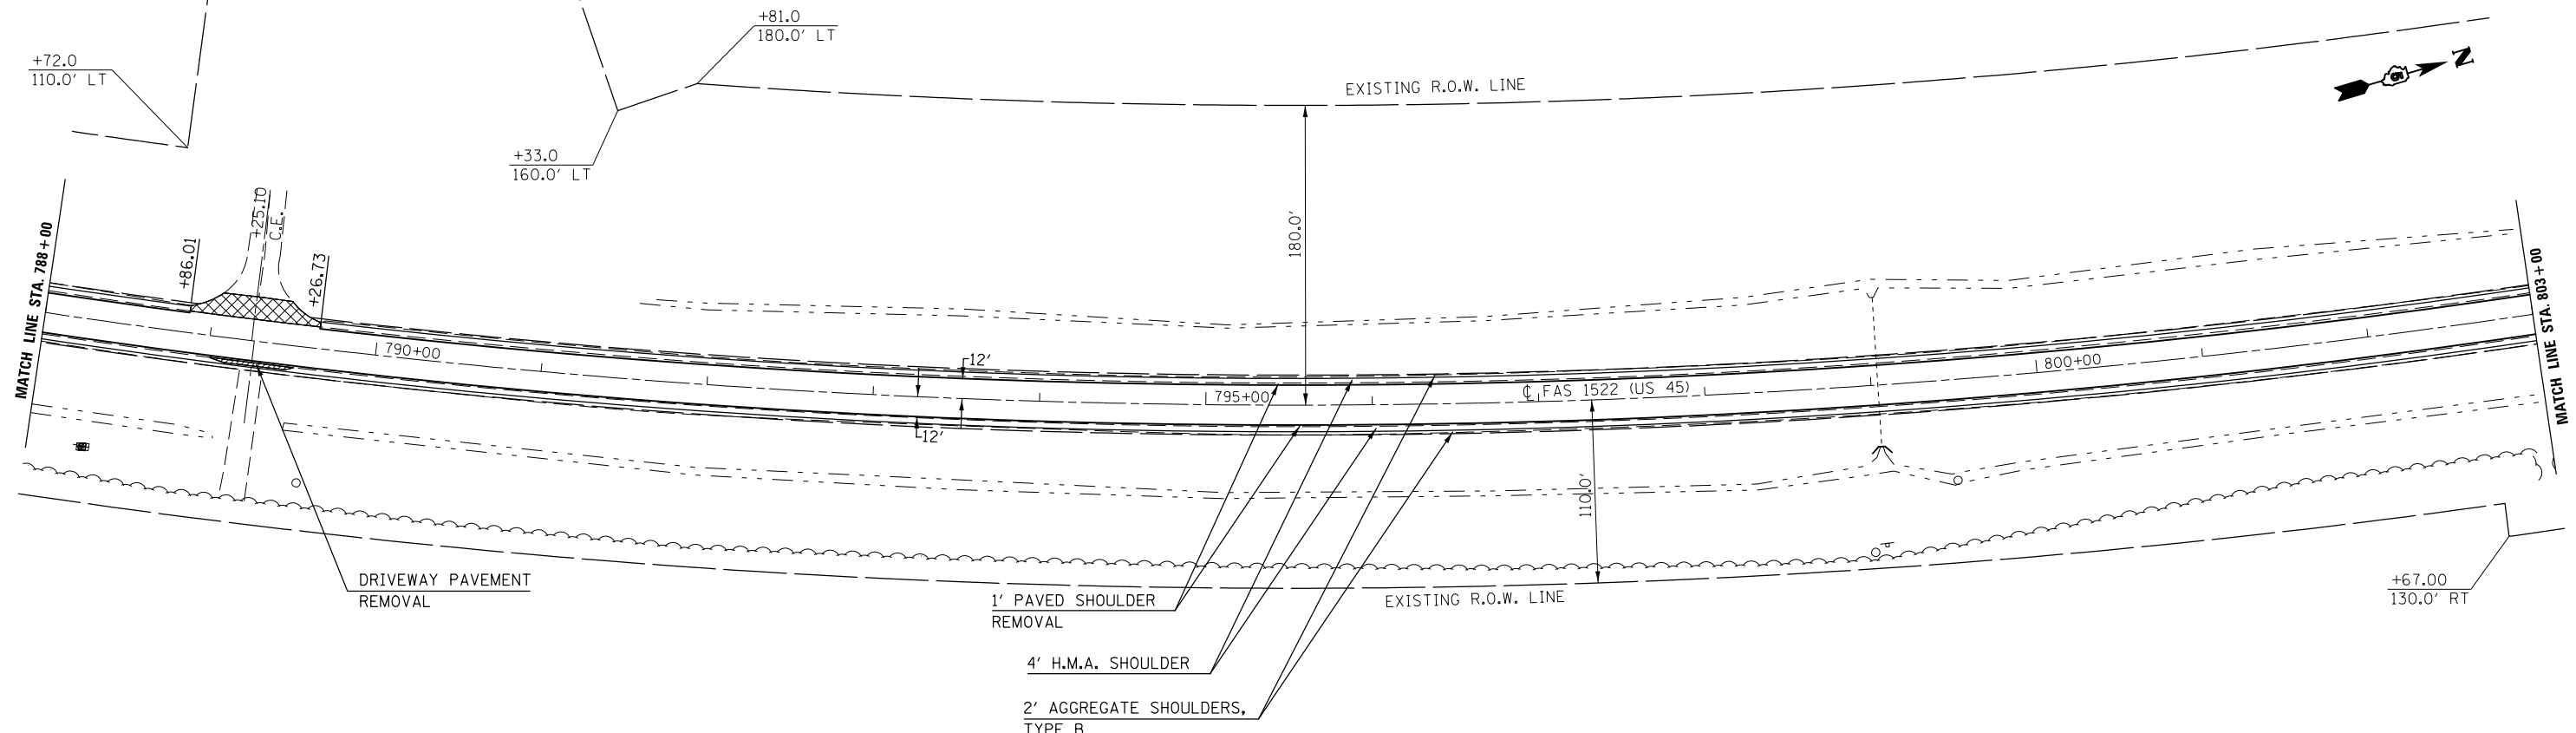 +81.0
180.0' LT
+72.0
110.0' LT
EXISTING R.O.W. LINE
N
+33.0
160.0' LT
+25.10
C.E.
+86.01
+26.73
180.0'
MATCH LINE STA. 788+00
MATCH LINE STA. 803+00
790+00
12'
795+00
℄ FAS 1522 (US 45)
800+00
12'
110.0'
DRIVEWAY PAVEMENT
REMOVAL
1' PAVED SHOULDER
REMOVAL
EXISTING R.O.W. LINE
+67.00
130.0' RT
4' H.M.A. SHOULDER
2' AGGREGATE SHOULDERS,
TYPE B